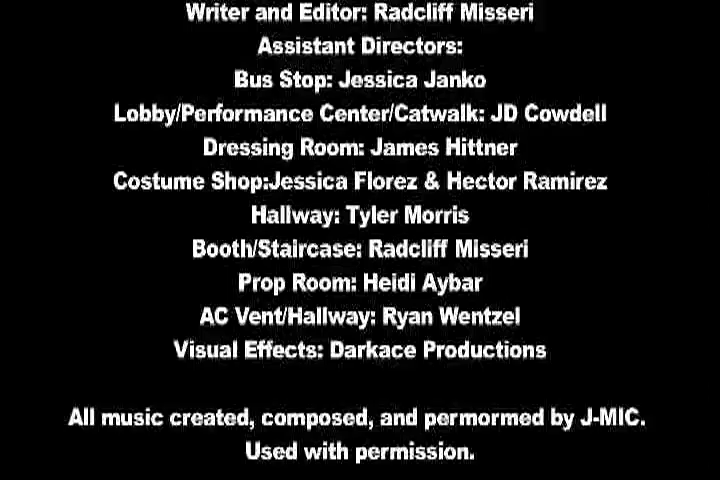 Writer and Editor: Radcliff Misseri
Assistant Directors:
Bus Stop: Jessica Janko
Lobby/Performance Center/Catwalk: JD Cowdell
Dressing Room: James Hittner
Costume Shop:Jessica Florez & Hector Ramirez
Hallway: Tyler Morris
Booth/Staircase: Radcliff Misseri
Prop Room: Heidi Aybar
AC Vent/Hallway: Ryan Wentzel
Visual Effects: Darkace Productions
All music created, composed, and permormed by J-MIC.
Used with permission.